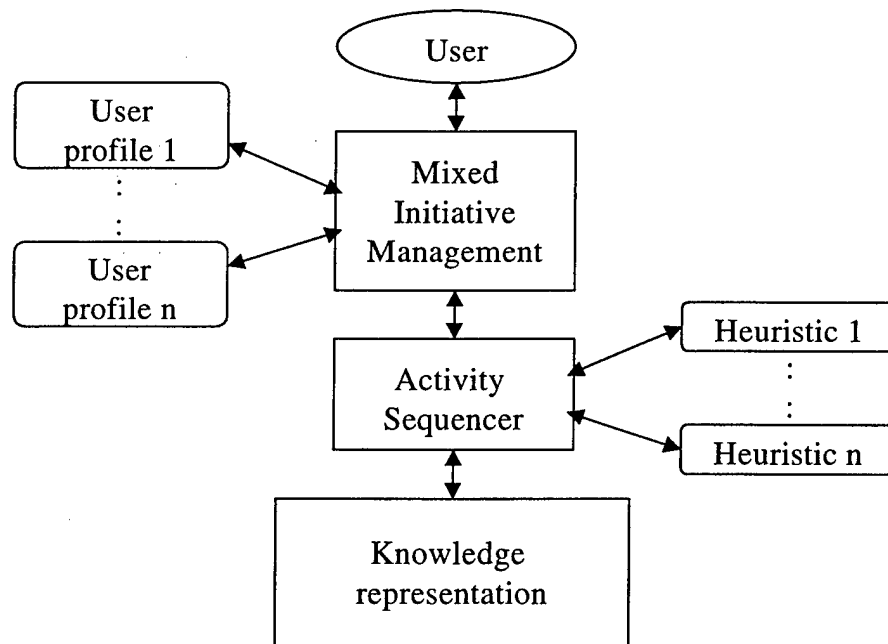 User
User
profile 1
User
profile n
Mixed
Initiative
Management
Heuristic 1
Heuristic n
Activity
Sequencer
Knowledge
representation